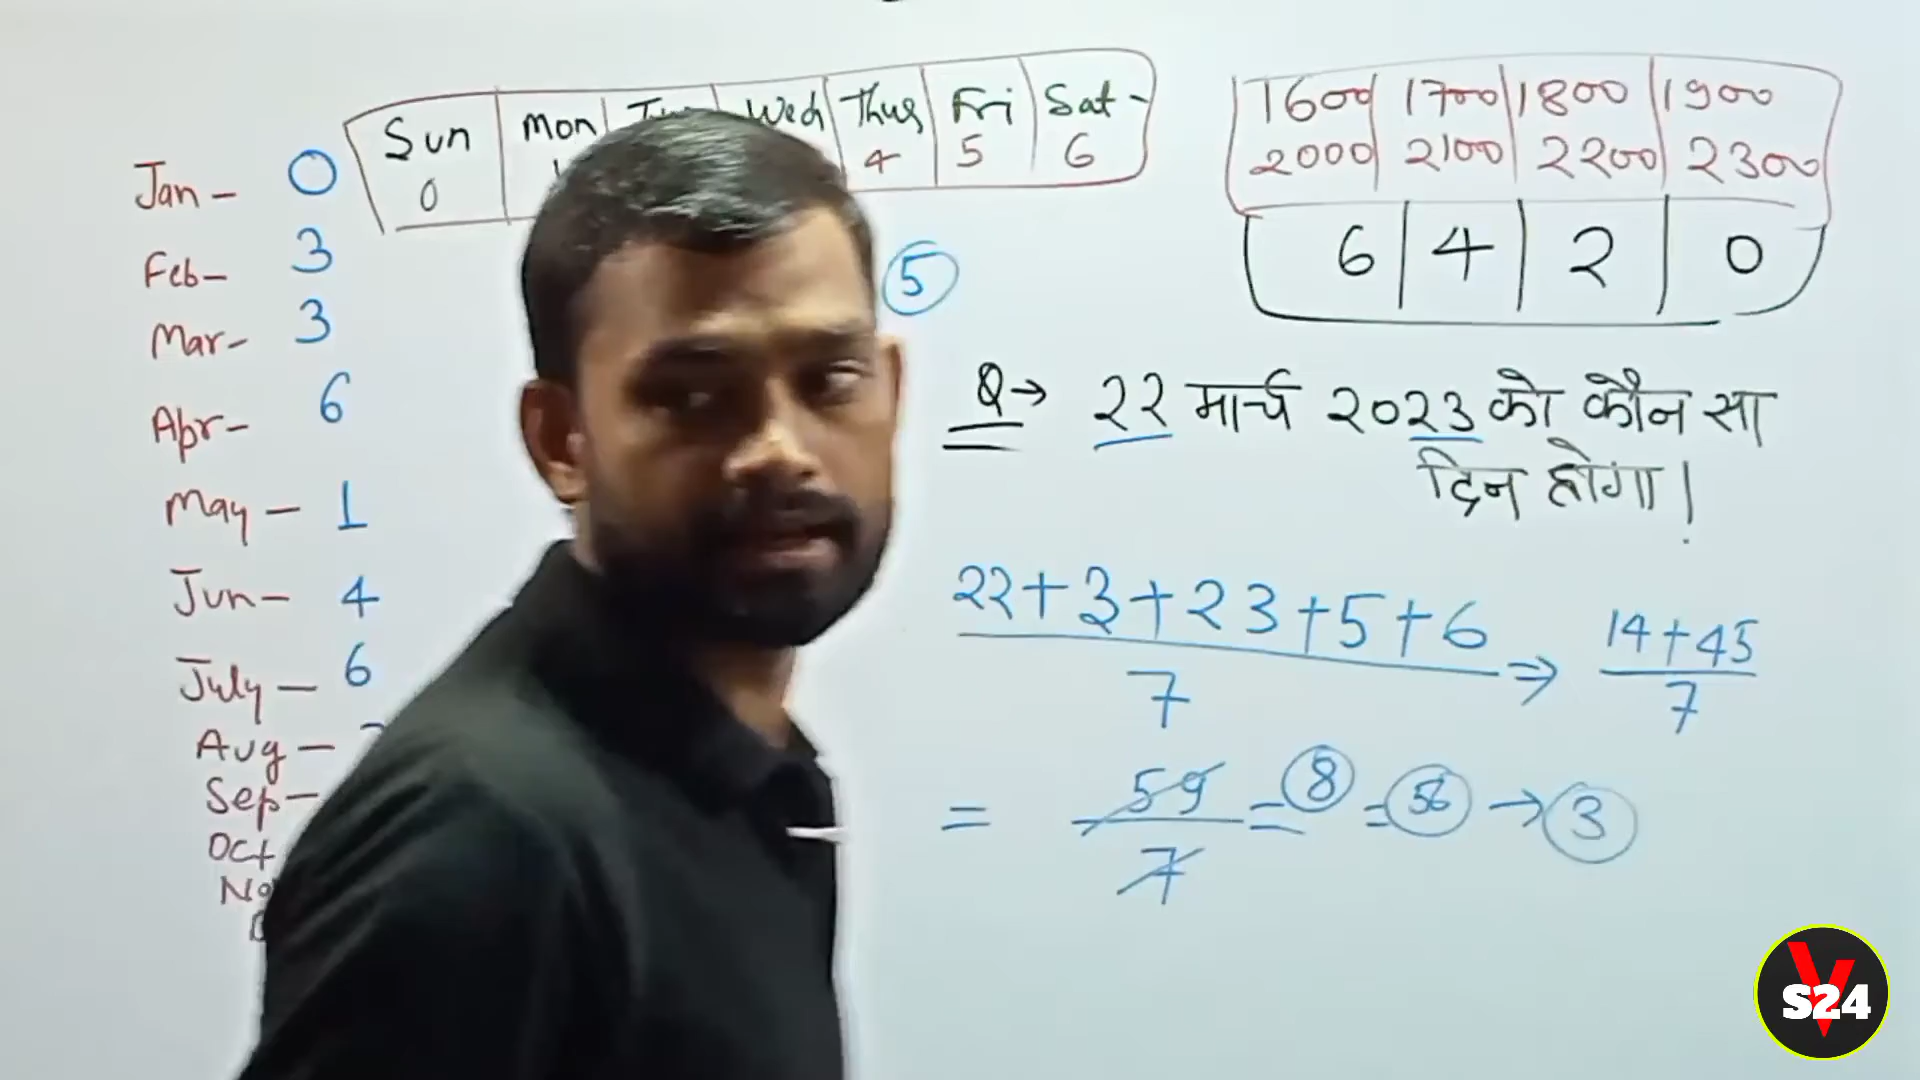 Sun mon Wed Thus Fri Sat
0 4 5 6
1600 1700 1800 1900
2000 2100 2200 2300
6 4 2 0
Jan - 0
Feb - 3
Mar - 3
Apr - 6
May - 1
Jun - 4
July - 6
Aug -
Sep -
Oct
5
Q → 22 मार्च 2023 को कौन सा
दिन होगा।
22+3+23+5+6 ⇒ 14+45
7 7
= 59 = 8 = 56 → 3
7
V
S24